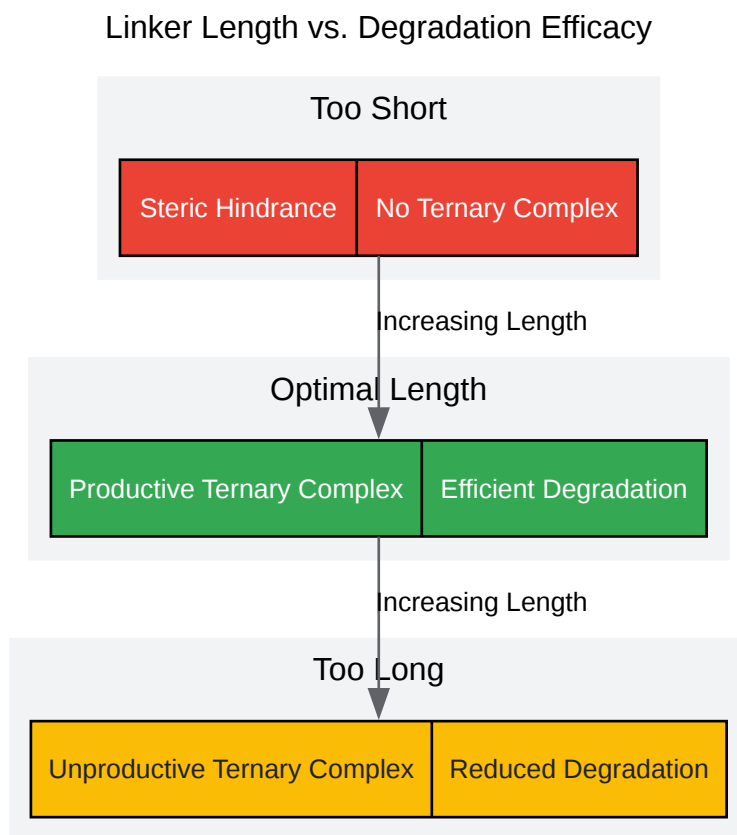 Linker Length vs. Degradation Efficacy
Too Short
Steric Hindrance
No Ternary Complex
Increasing Length
Optimal Length
Productive Ternary Complex
Efficient Degradation
Increasing Length
Too Long
Unproductive Ternary Complex
Reduced Degradation